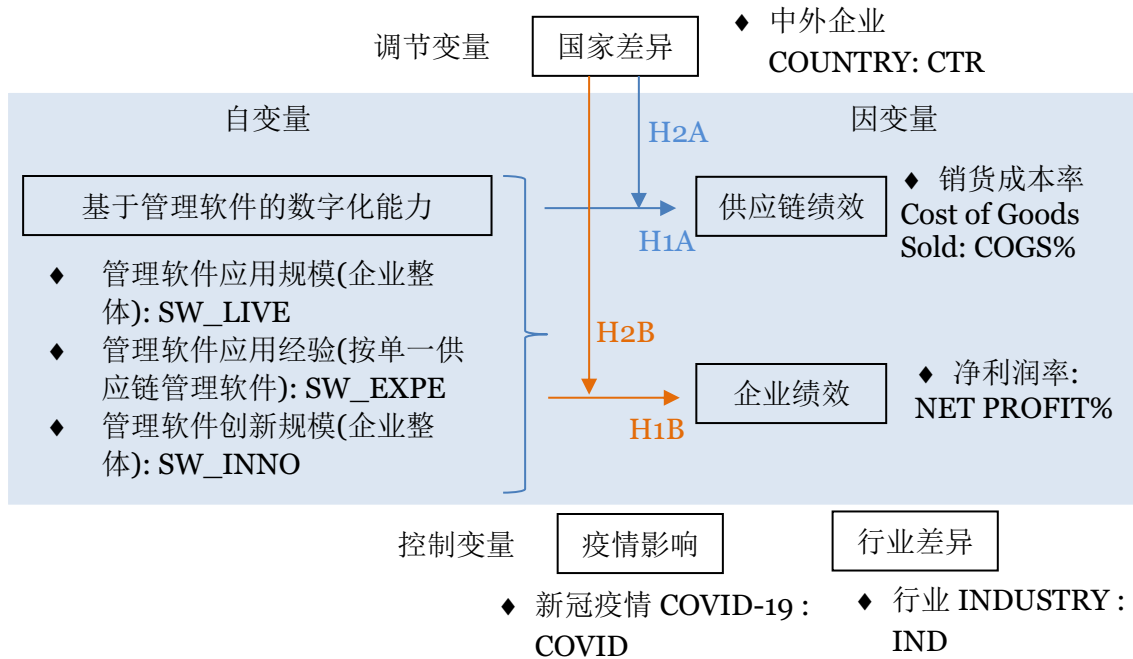 调节变量
国家差异
♦ 中外企业
COUNTRY: CTR
自变量
因变量
H2A
基于管理软件的数字化能力
供应链绩效
♦ 销货成本率
Cost of Goods
Sold: COGS%
H1A
♦ 管理软件应用规模(企业整
体): SW_LIVE
♦ 管理软件应用经验(按单一供
应链管理软件): SW_EXPE
♦ 管理软件创新规模(企业整
体): SW_INNO
H2B
企业绩效
♦ 净利润率:
NET PROFIT%
H1B
控制变量
疫情影响
行业差异
♦ 新冠疫情 COVID-19 :
COVID
♦ 行业 INDUSTRY :
IND